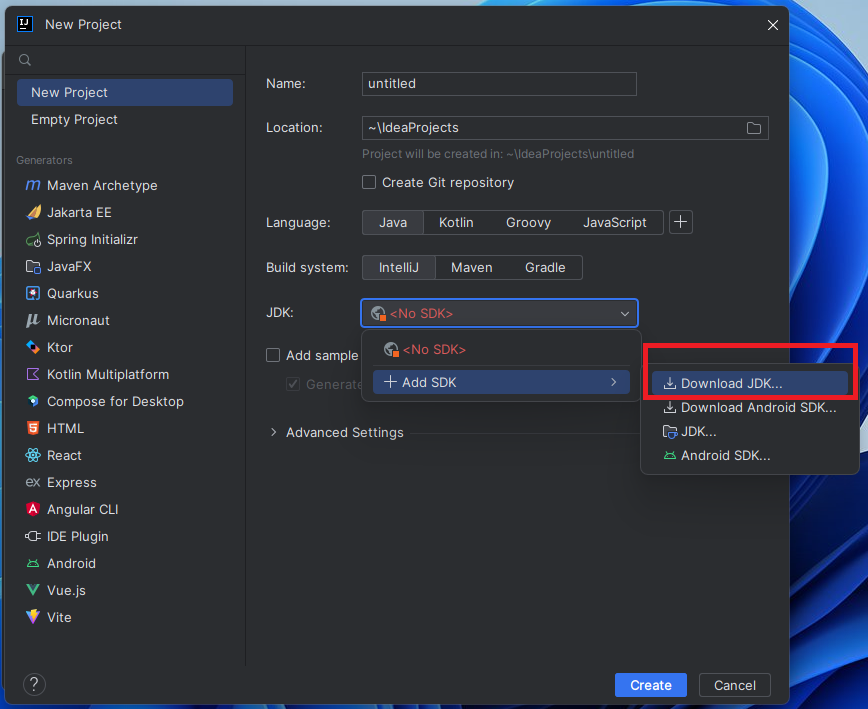 New Project
New Project
Empty Project
Generators
Maven Archetype
Jakarta EE
Spring Initializr
JavaFX
Quarkus
Micronaut
Ktor
Kotlin Multiplatform
Compose for Desktop
HTML
React
ex Express
Angular CLI
IDE Plugin
Android
Vue.js
Vite
?
Name: untitled
Location: ~\IdeaProjects
Project will be created in: ~\IdeaProjects\untitled
Create Git repository
Language: Java Kotlin Groovy JavaScript +
Build system: IntelliJ Maven Gradle
JDK: <No SDK>
<No SDK>
Add sample
+ Add SDK
Generate
Download JDK...
Download Android SDK...
JDK...
Android SDK...
Advanced Settings
Create Cancel